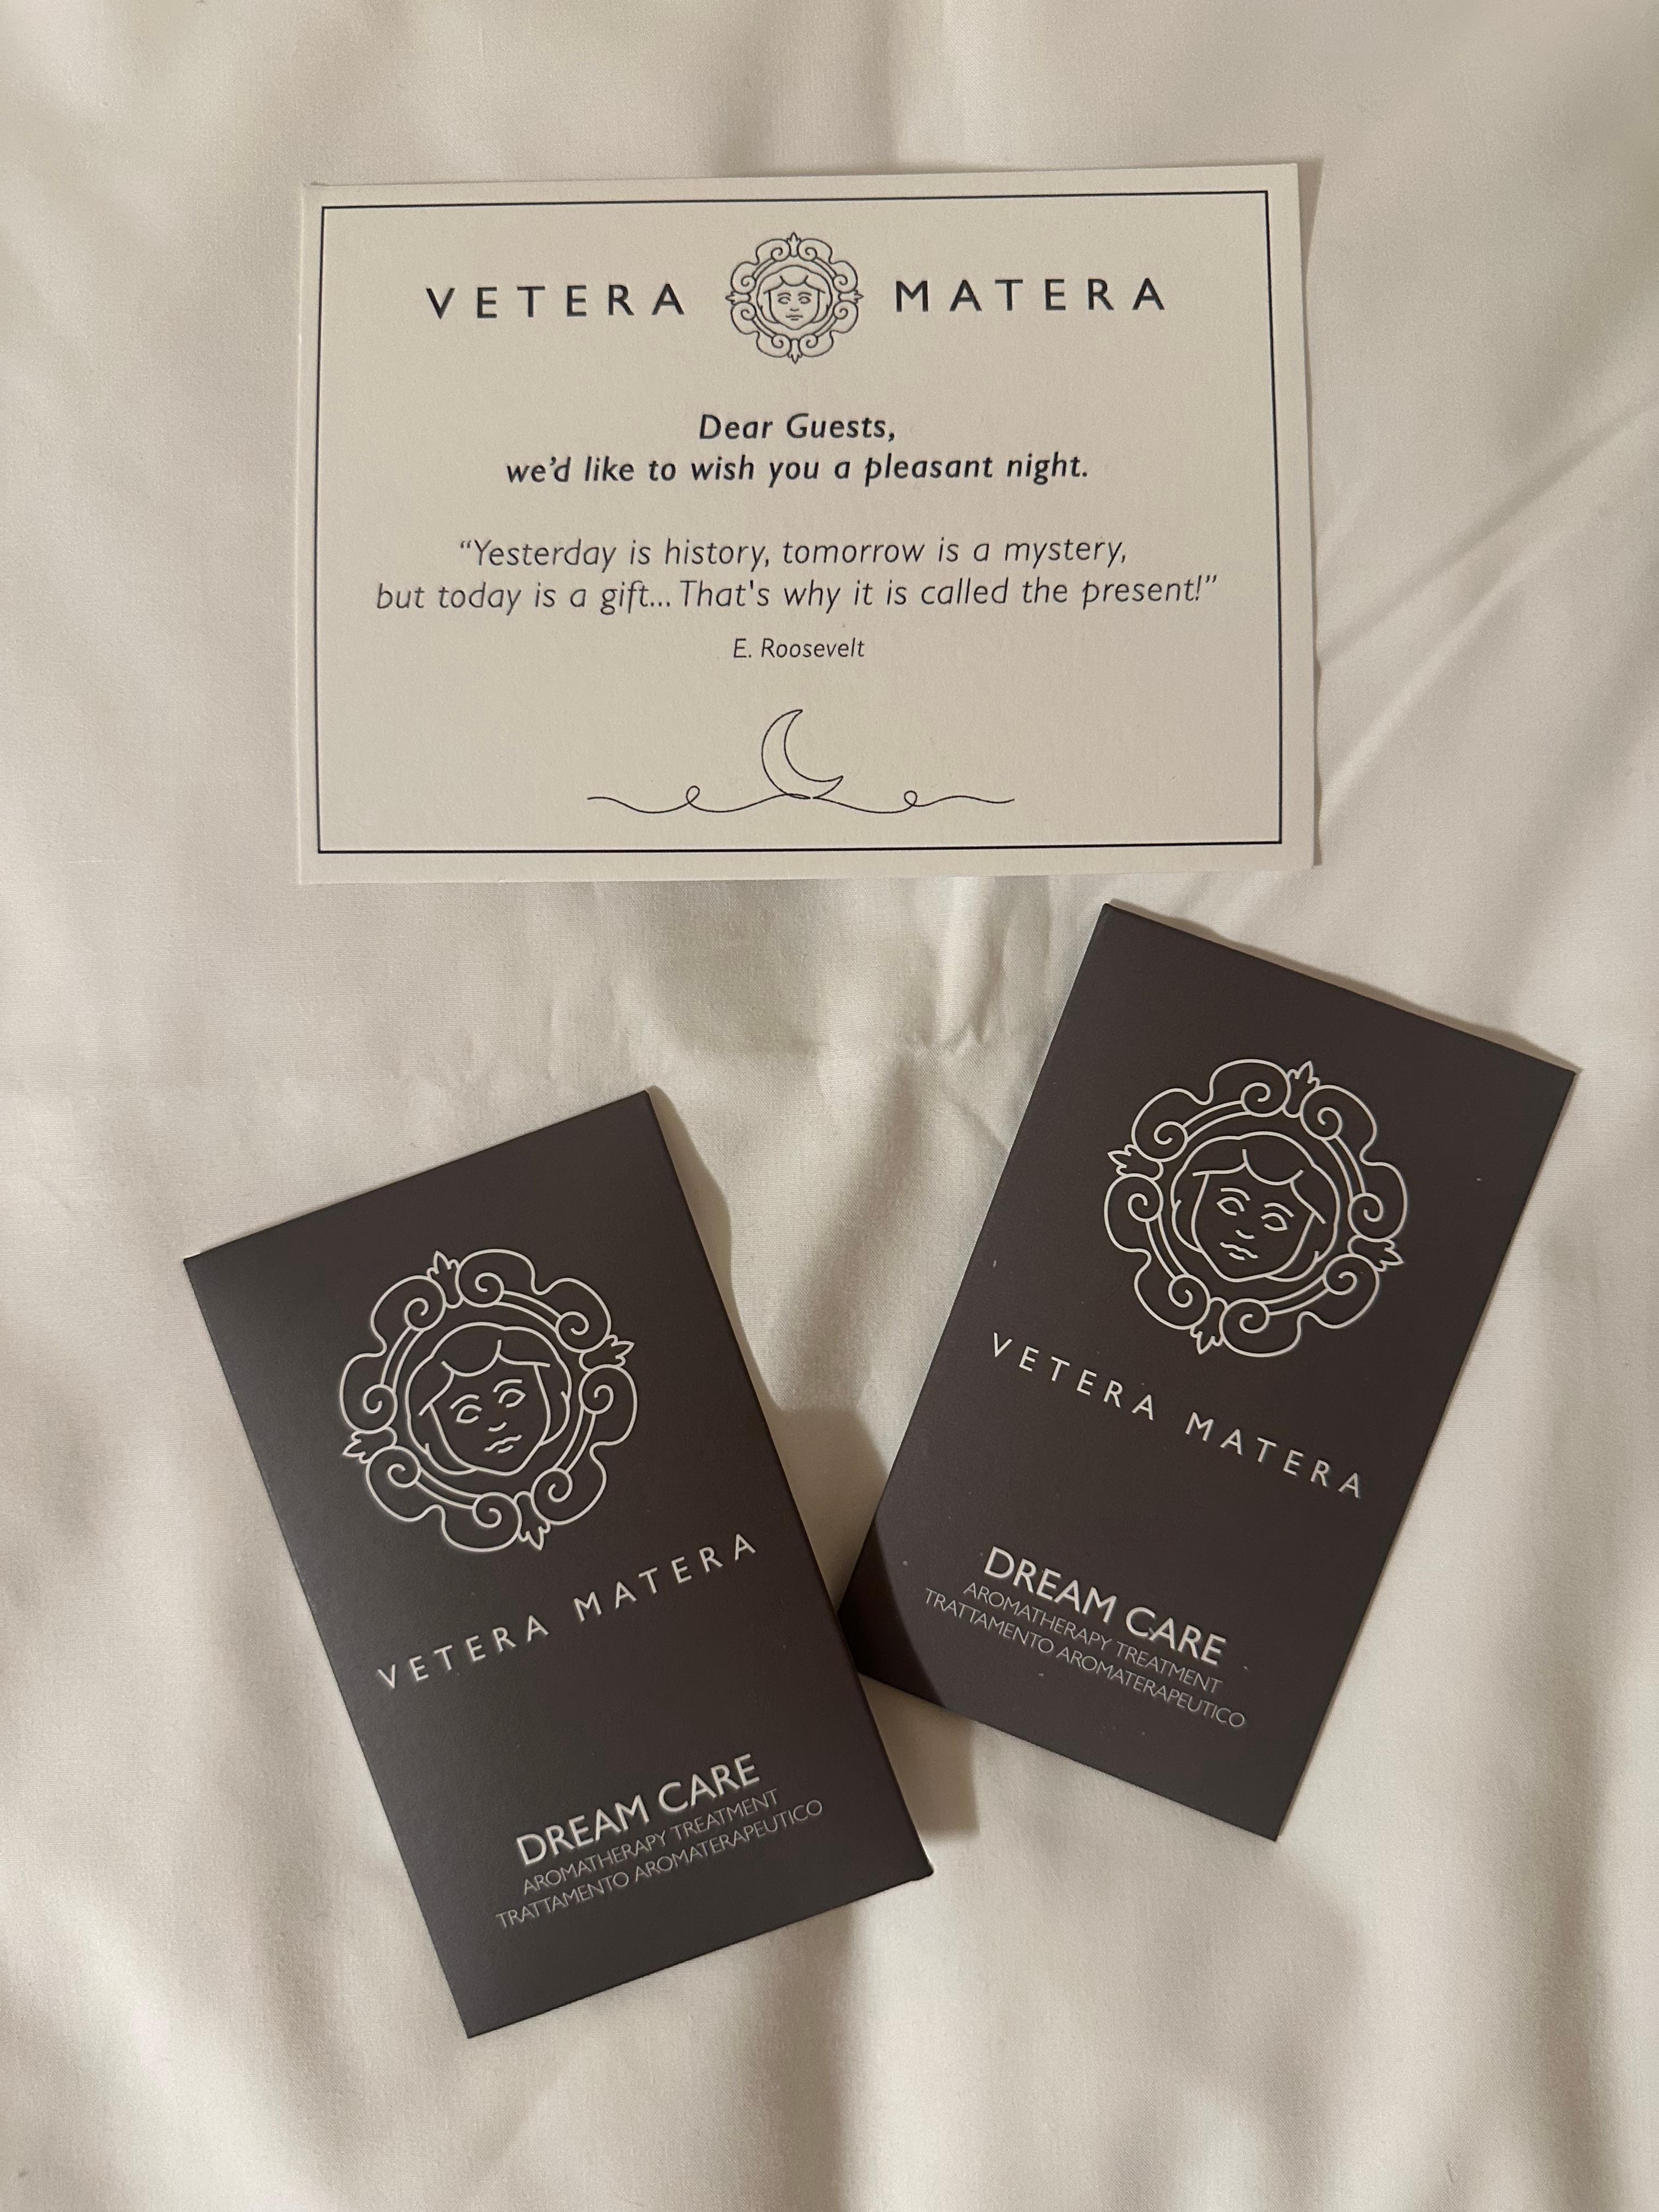 VETERA MATERA
Dear Guests,
we'd like to wish you a pleasant night.
“Yesterday is history, tomorrow is a mystery,
but today is a gift... That's why it is called the present!”
E. Roosevelt
VETERA MATERA
DREAM CARE
AROMATHERAPY TREATMENT
TRATTAMENTO AROMATERAPEUTICO
VETERA MATERA
DREAM CARE
AROMATHERAPY TREATMENT
TRATTAMENTO AROMATERAPEUTICO